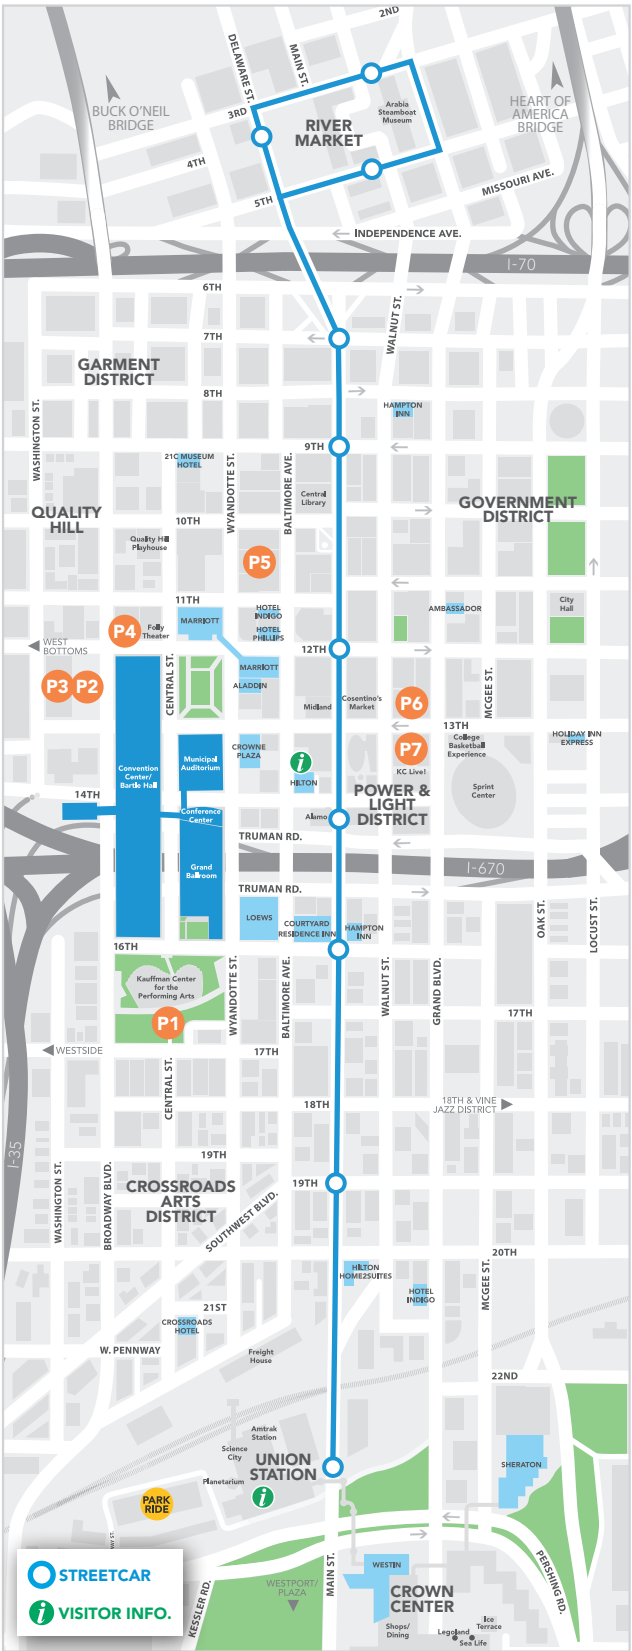 2ND
DELAWARE ST.
MAIN ST.
BUCK O'NEIL
BRIDGE
3RD
Arabia
Steamboat
Museum
HEART OF
AMERICA
BRIDGE
RIVER
MARKET
4TH
5TH
MISSOURI AVE.
INDEPENDENCE AVE.
I-70
6TH
WALNUT ST.
7TH
GARMENT
DISTRICT
8TH
WASHINGTON ST.
HAMPTON
INN
9TH
21C MUSEUM
HOTEL
WYANDOTTE ST.
BALTIMORE AVE.
Central
Library
QUALITY
HILL
GOVERNMENT
DISTRICT
10TH
Quality Hill
Playhouse
P5
11TH
MARRIOTT
HOTEL
INDIGO
AMBASSADOR
City
Hall
P4
Folly
Theater
HOTEL
PHILLIPS
WEST
BOTTOMS
12TH
CENTRAL ST.
MARRIOTT
ALADDIN
P3
P2
Midland
Cosentino's
Market
P6
MCGEE ST.
13TH
CROWNE
PLAZA
P7
College
Basketball
Experience
HOLIDAY INN
EXPRESS
Convention
Center/
Bartle Hall
Municipal
Auditorium
i
HILTON
KC Live!
POWER &
LIGHT
DISTRICT
Sprint
Center
14TH
Conference
Center
Alamo
TRUMAN RD.
Grand
Ballroom
I-670
TRUMAN RD.
LOEWS
COURTYARD
RESIDENCE INN
HAMPTON
INN
OAK ST.
LOCUST ST.
16TH
Kauffman Center
for the
Performing Arts
WYANDOTTE ST.
BALTIMORE AVE.
WALNUT ST.
GRAND BLVD.
P1
17TH
WESTSIDE
17TH
CENTRAL ST.
18TH
18TH & VINE
JAZZ DISTRICT
I-35
19TH
WASHINGTON ST.
BROADWAY BLVD.
CROSSROADS
ARTS
DISTRICT
19TH
SOUTHWEST BLVD.
20TH
HILTON
HOME2SUITES
MCGEE ST.
HOTEL
INDIGO
21ST
CROSSROADS
HOTEL
W. PENNWAY
Freight
House
22ND
Amtrak
Station
Science
City
UNION
STATION
Planetarium
SHERATON
PARK
RIDE
i
MAIN ST.
WESTIN
PERSHING RD.
STREETCAR
KESSLER RD.
WESTPORT/
PLAZA
CROWN
CENTER
i VISITOR INFO.
Shops/
Dining
Ice
Terrace
Legoland
Sea Life